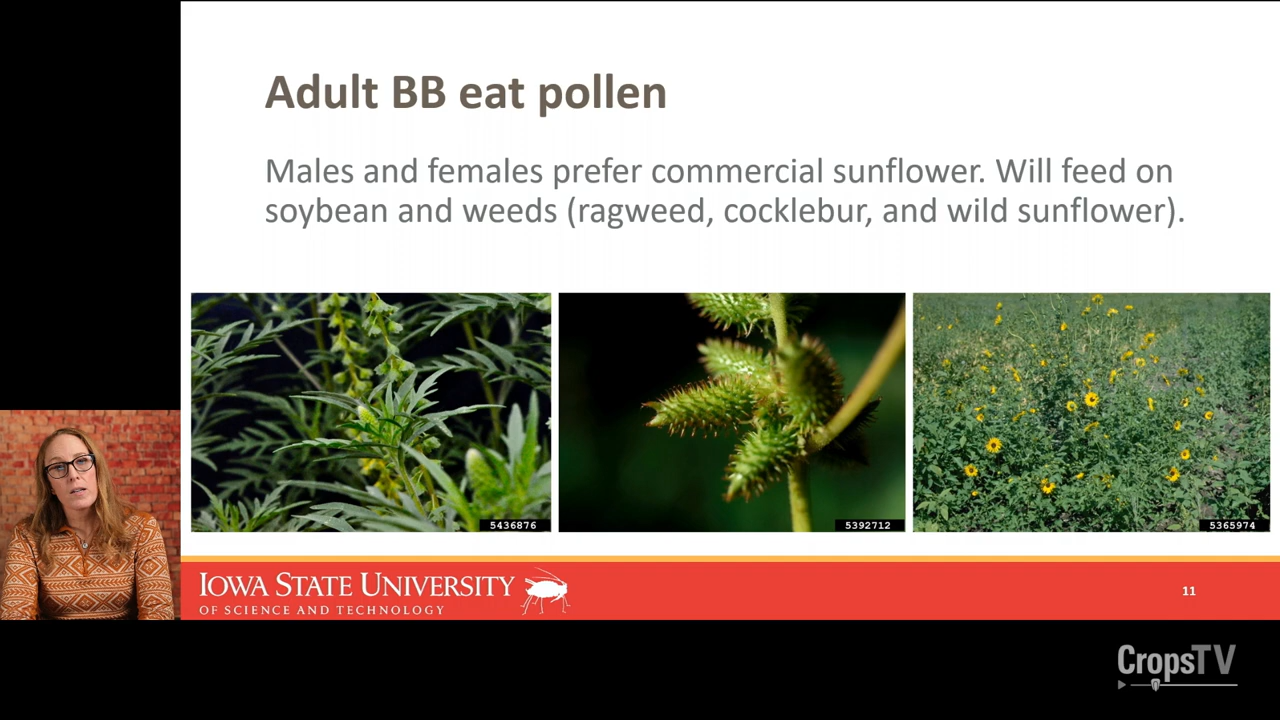 Adult BB eat pollen
Males and females prefer commercial sunflower. Will feed on
soybean and weeds (ragweed, cocklebur, and wild sunflower).
5436876
5392712
5365974
IOWA STATE UNIVERSITY
OF SCIENCE AND TECHNOLOGY
11
CropsTV